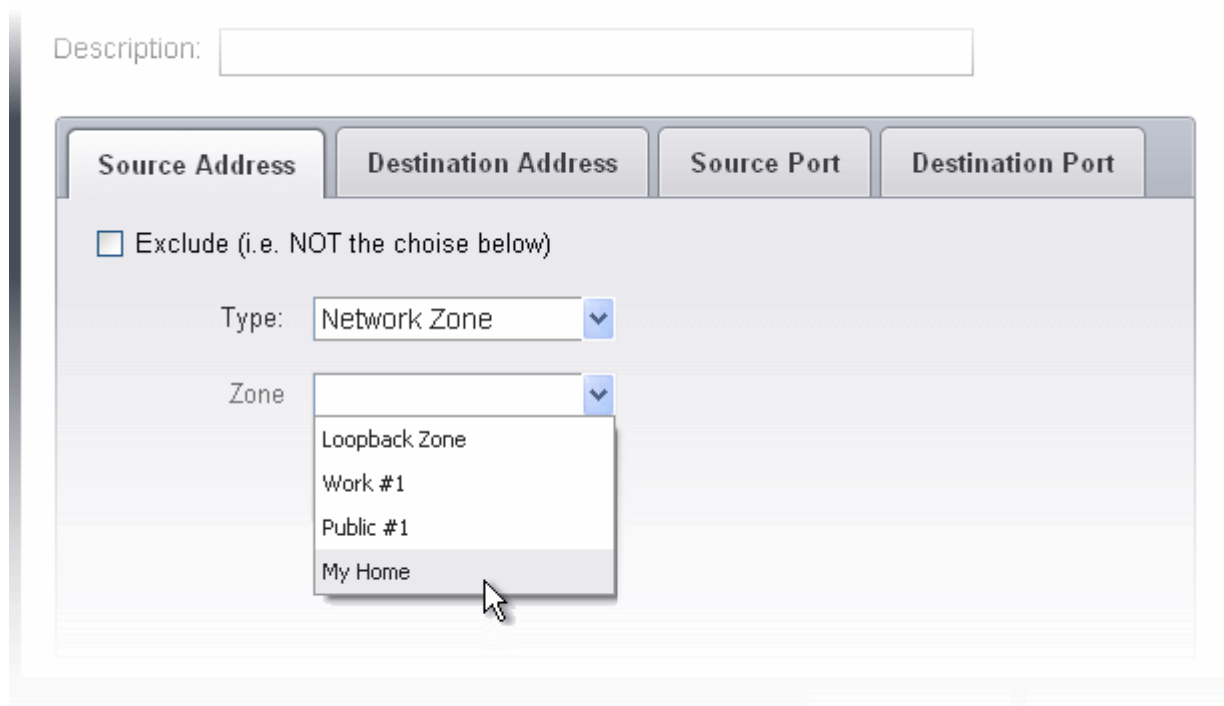 Description:
Source Address Destination Address Source Port Destination Port
Exclude (i.e. NOT the choise below)
Type: Network Zone
Zone
Loopback Zone
Work #1
Public #1
My Home